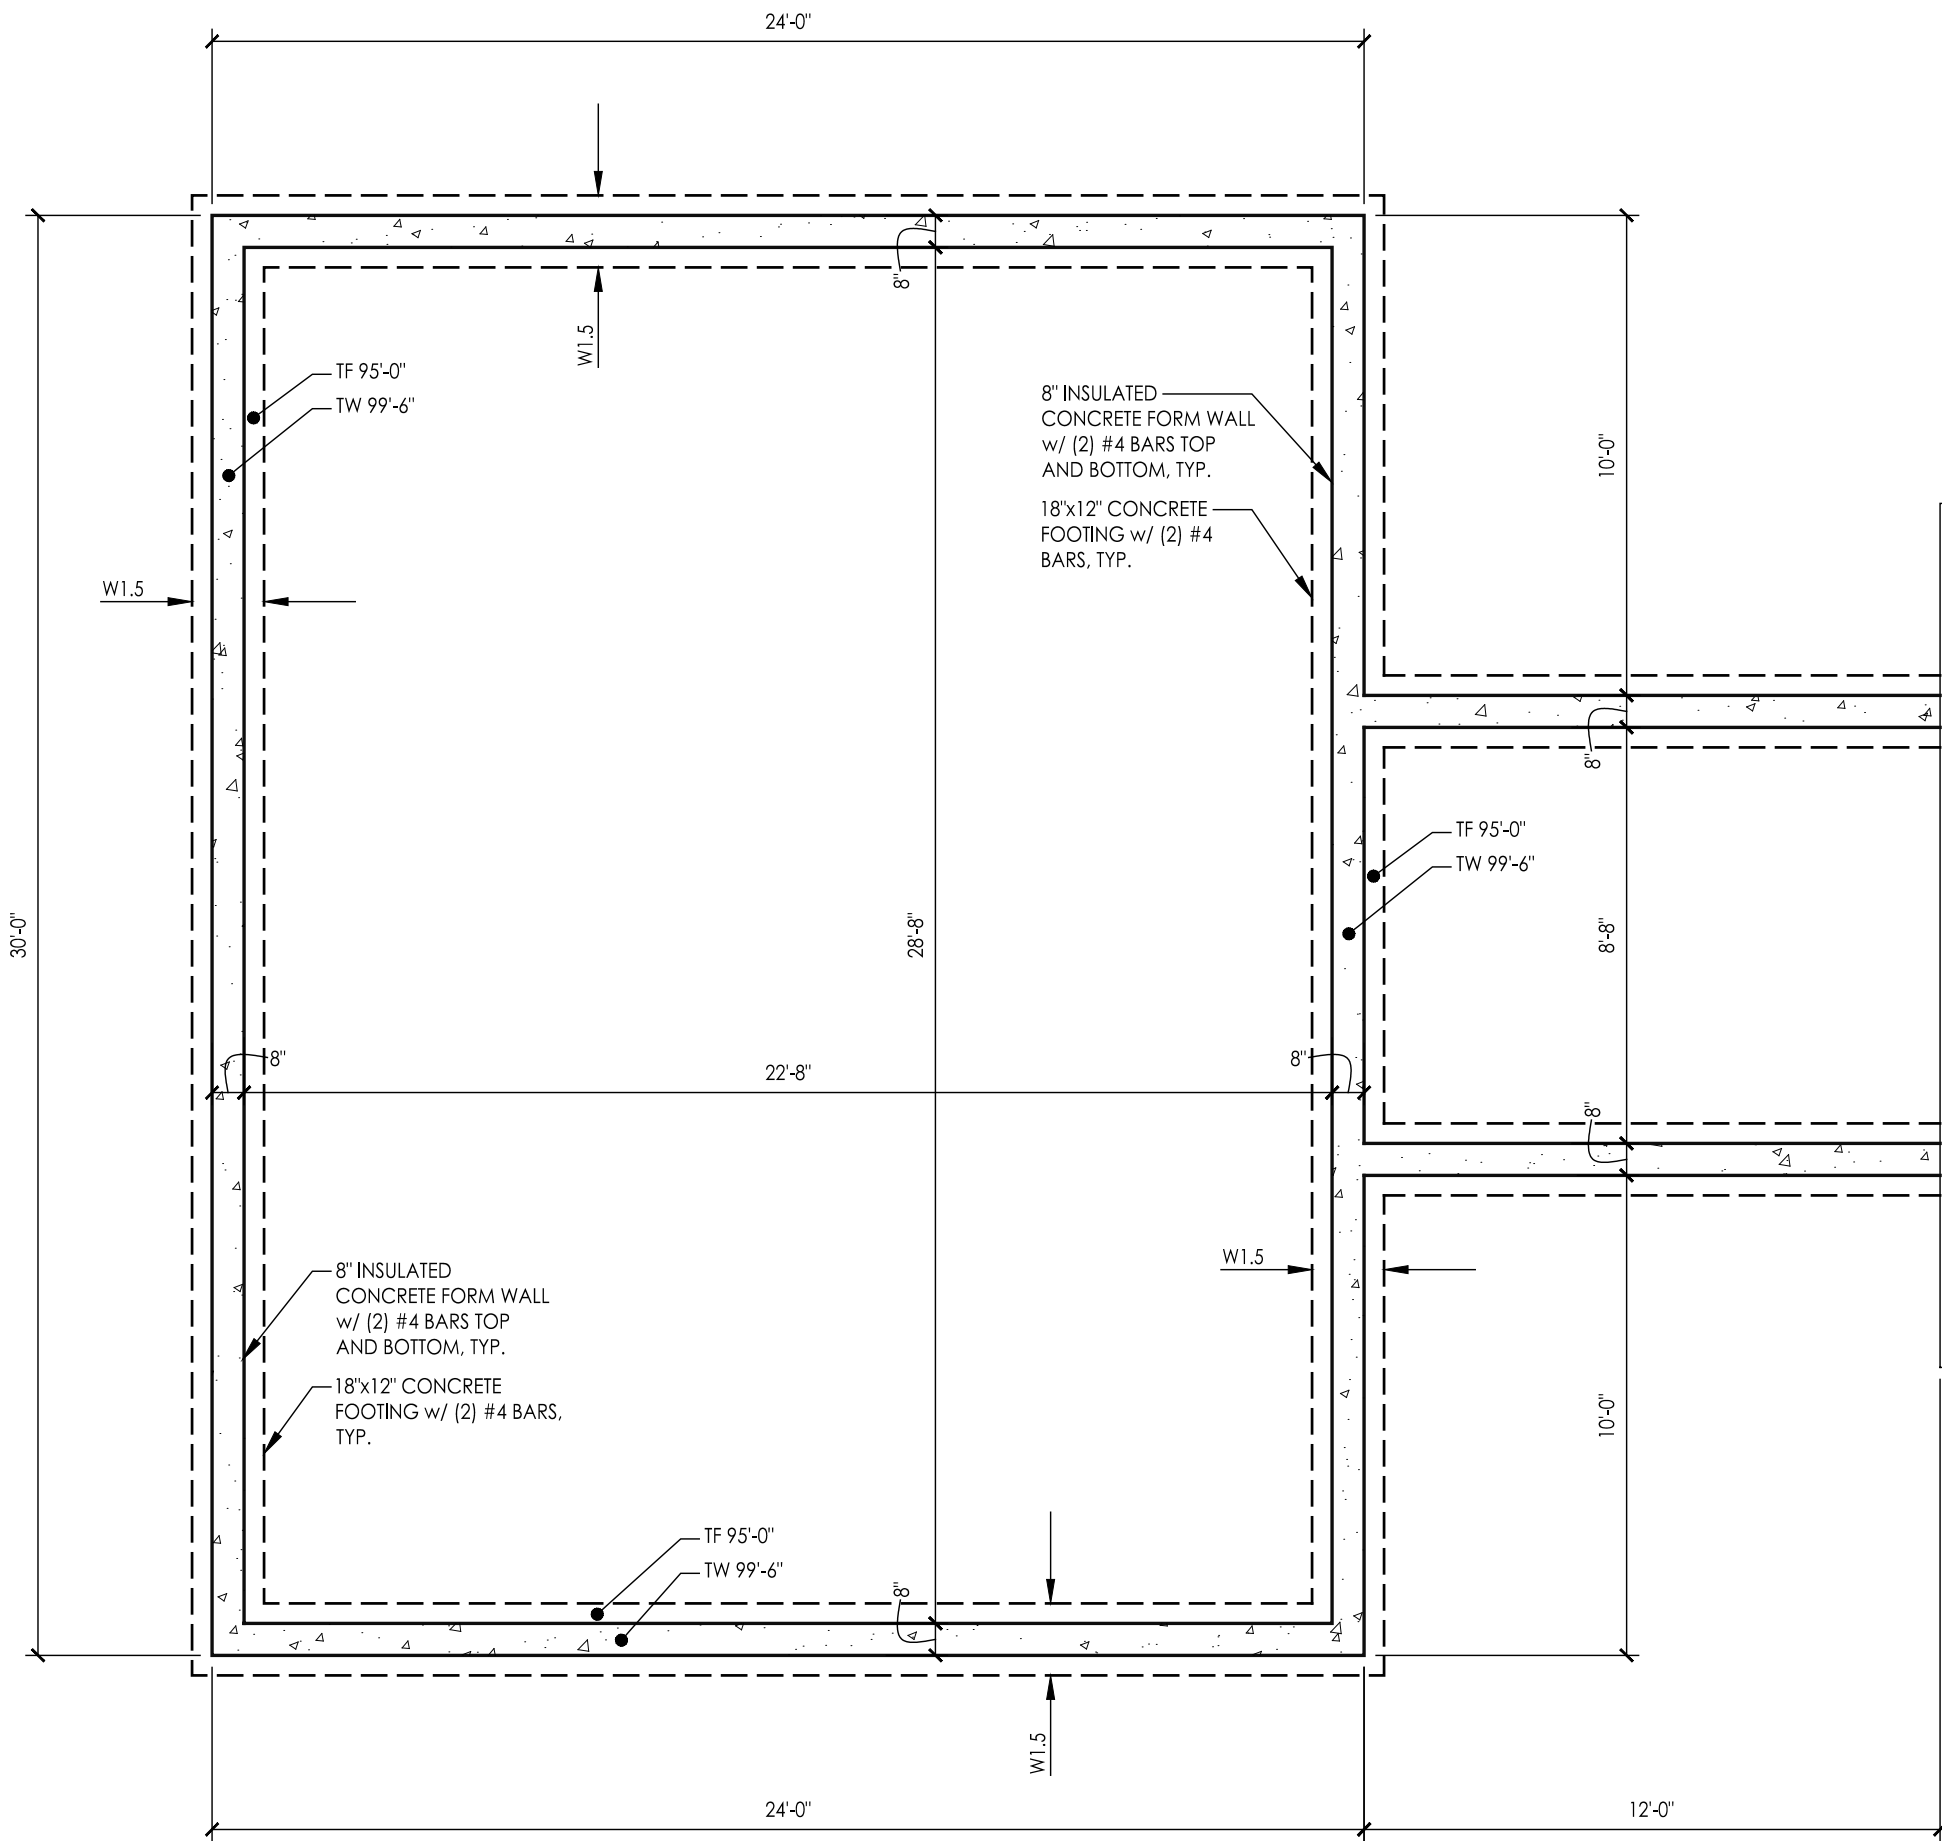 24'-0"
8"
W1.5
TF 95'-0"
TW 99'-6"
8" INSULATED
CONCRETE FORM WALL
w/ (2) #4 BARS TOP
AND BOTTOM, TYP.
18"x12" CONCRETE
FOOTING w/ (2) #4
BARS, TYP.
10'-0"
W1.5
8"
TF 95'-0"
TW 99'-6"
30'-0"
28'-8"
8'-8"
8"
22'-8"
8"
8"
W1.5
8" INSULATED
CONCRETE FORM WALL
w/ (2) #4 BARS TOP
AND BOTTOM, TYP.
18"x12" CONCRETE
FOOTING w/ (2) #4 BARS,
TYP.
10'-0"
TF 95'-0"
TW 99'-6"
8"
W1.5
24'-0"
12'-0"